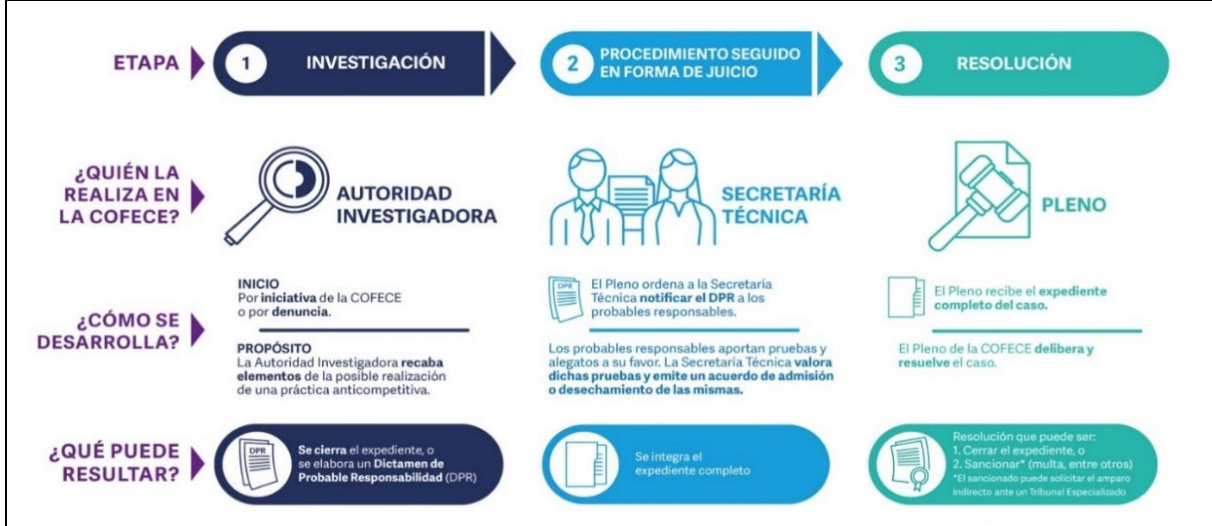 ETAPA
1
INVESTIGACIÓN
2
PROCEDIMIENTO SEGUIDO
EN FORMA DE JUICIO
3
RESOLUCIÓN
¿QUIÉN LA
REALIZA EN
LA COFECE?
AUTORIDAD
INVESTIGADORA
SECRETARÍA
TÉCNICA
PLENO
¿CÓMO SE
DESARROLLA?
INICIO
Por iniciativa de la COFECE
o por denuncia.
PROPÓSITO
La Autoridad Investigadora recaba
elementos de la posible realización
de una práctica anticompetitiva.
DPR
El Pleno ordena a la Secretaría
Técnica notificar el DPR a los
probables responsables.
Los probables responsables aportan pruebas y
alegatos a su favor. La Secretaría Técnica valora
dichas pruebas y emite un acuerdo de admisión
o desechamiento de las mismas.
El Pleno recibe el expediente
completo del caso.
El Pleno de la COFECE delibera y
resuelve el caso.
¿QUÉ PUEDE
RESULTAR?
DPR
Se cierra el expediente, o
se elabora un Dictamen de
Probable Responsabilidad (DPR)
Se integra el
expediente completo
Resolución que puede ser:
1. Cerrar el expediente, o
2. Sancionar* (multa, entre otros)
*El sancionado puede solicitar el amparo
indirecto ante un Tribunal Especializado